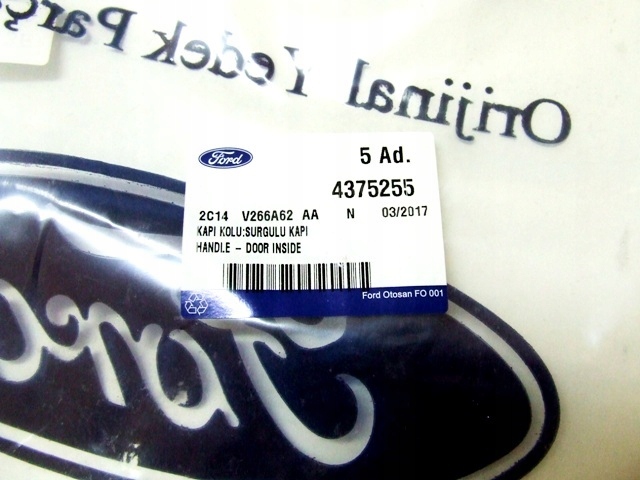 Orijinal Yedek Parça
Ford
5 Ad.
4375255
2C14 V266A62 AA N 03/2017
KAPI KOLU:SURGULU KAPI
HANDLE - DOOR INSIDE
Ford Otosan FO 001
Ford